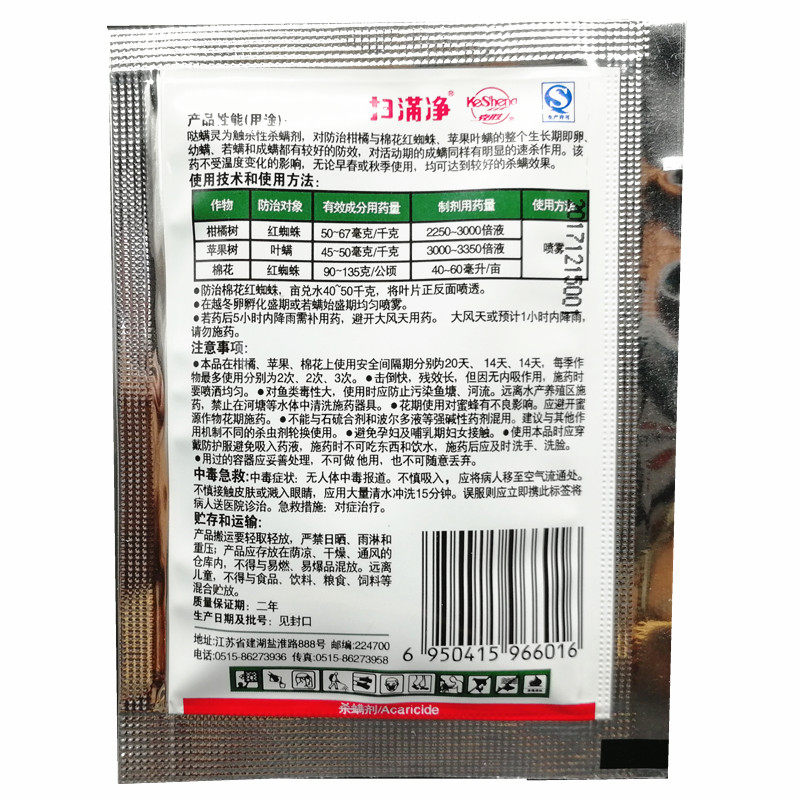 扫满净®
KeSheng
克胜®
生产许可
产品性能(用途):
哒螨灵为触杀性杀螨剂，对防治柑橘与棉花红蜘蛛、苹果叶螨的整个生长期即卵、
幼螨、若螨和成螨都有较好的防效，对活动期的成螨同样有明显的速杀作用。该
药不受温度变化的影响，无论早春或秋季使用，均可达到较好的杀螨效果。
使用技术和使用方法：
作物 防治对象 有效成分用药量 制剂用药量 使用方法
柑橘树 红蜘蛛 50~67毫克/千克 2250-3000倍液
苹果树 叶螨 45~50毫克/千克 3000-3350倍液 喷雾
棉花 红蜘蛛 90-135克/公顷 40-60毫升/亩
20171215001
●防治棉花红蜘蛛，亩兑水40~50千克，将叶片正反面喷透。
●在越冬卵孵化盛期或若螨始盛期均匀喷雾。
●若药后5小时内降雨需补用药，避开大风天用药。 大风天或预计1小时内降雨，
请勿施药。
注意事项：
●本品在柑橘、苹果、棉花上使用安全间隔期分别为20天、14天、14天，每季作
物最多使用分别为2次、2次、3次。●击倒快，残效长，但因无内吸作用，施药时
要喷洒均匀。●对鱼类毒性大，使用时应防止污染鱼塘、河流。远离水产养殖区施
药，禁止在河塘等水体中清洗施药器具。●花期使用对蜜蜂有不良影响。应避开蜜
源作物花期施药。●不能与石硫合剂和波尔多液等强碱性药剂混用。建议与其他作
用机制不同的杀虫剂轮换使用。●避免孕妇及哺乳期妇女接触。●使用本品时应穿
戴防护服避免吸入药液，施药时不可吃东西和饮水，施药后应及时洗手、洗脸。
●用过的容器应妥善处理，不可做他用，也不可随意丢弃。
中毒急救：中毒症状：无人体中毒报道。不慎吸入，应将病人移至空气流通处。
不慎接触皮肤或溅入眼睛，应用大量清水冲洗15分钟。误服则应立即携此标签将
病人送医院诊治。急救措施：对症治疗。
贮存和运输：
产品搬运要轻取轻放，严禁日晒、雨淋和
重压；产品应存放在荫凉、干燥、通风的
仓库内，不得与易燃、易爆品混放。远离
儿童，不得与食品、饮料、粮食、饲料等
混合贮放。
质量保证期：二年
生产日期及批号：见封口
地址:江苏省建湖盐淮路888号 邮编:224700
电话:0515-86273936 传真:0515-86273958
6 950415 966016
杀螨剂/Acaricide